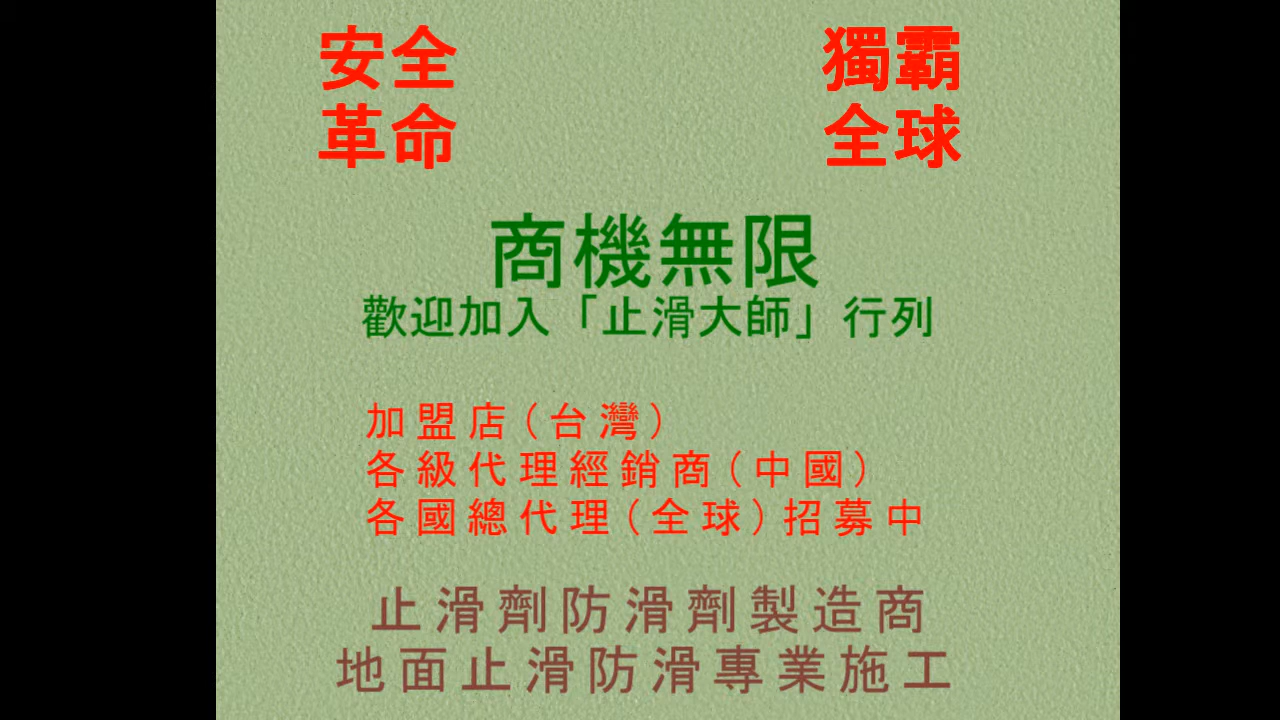 安全 獨霸
革命 全球
商機無限
歡迎加入「止滑大師」行列
加盟店(台灣)
各級代理經銷商(中國)
各國總代理(全球)招募中
止滑劑防滑劑製造商
地面止滑防滑專業施工